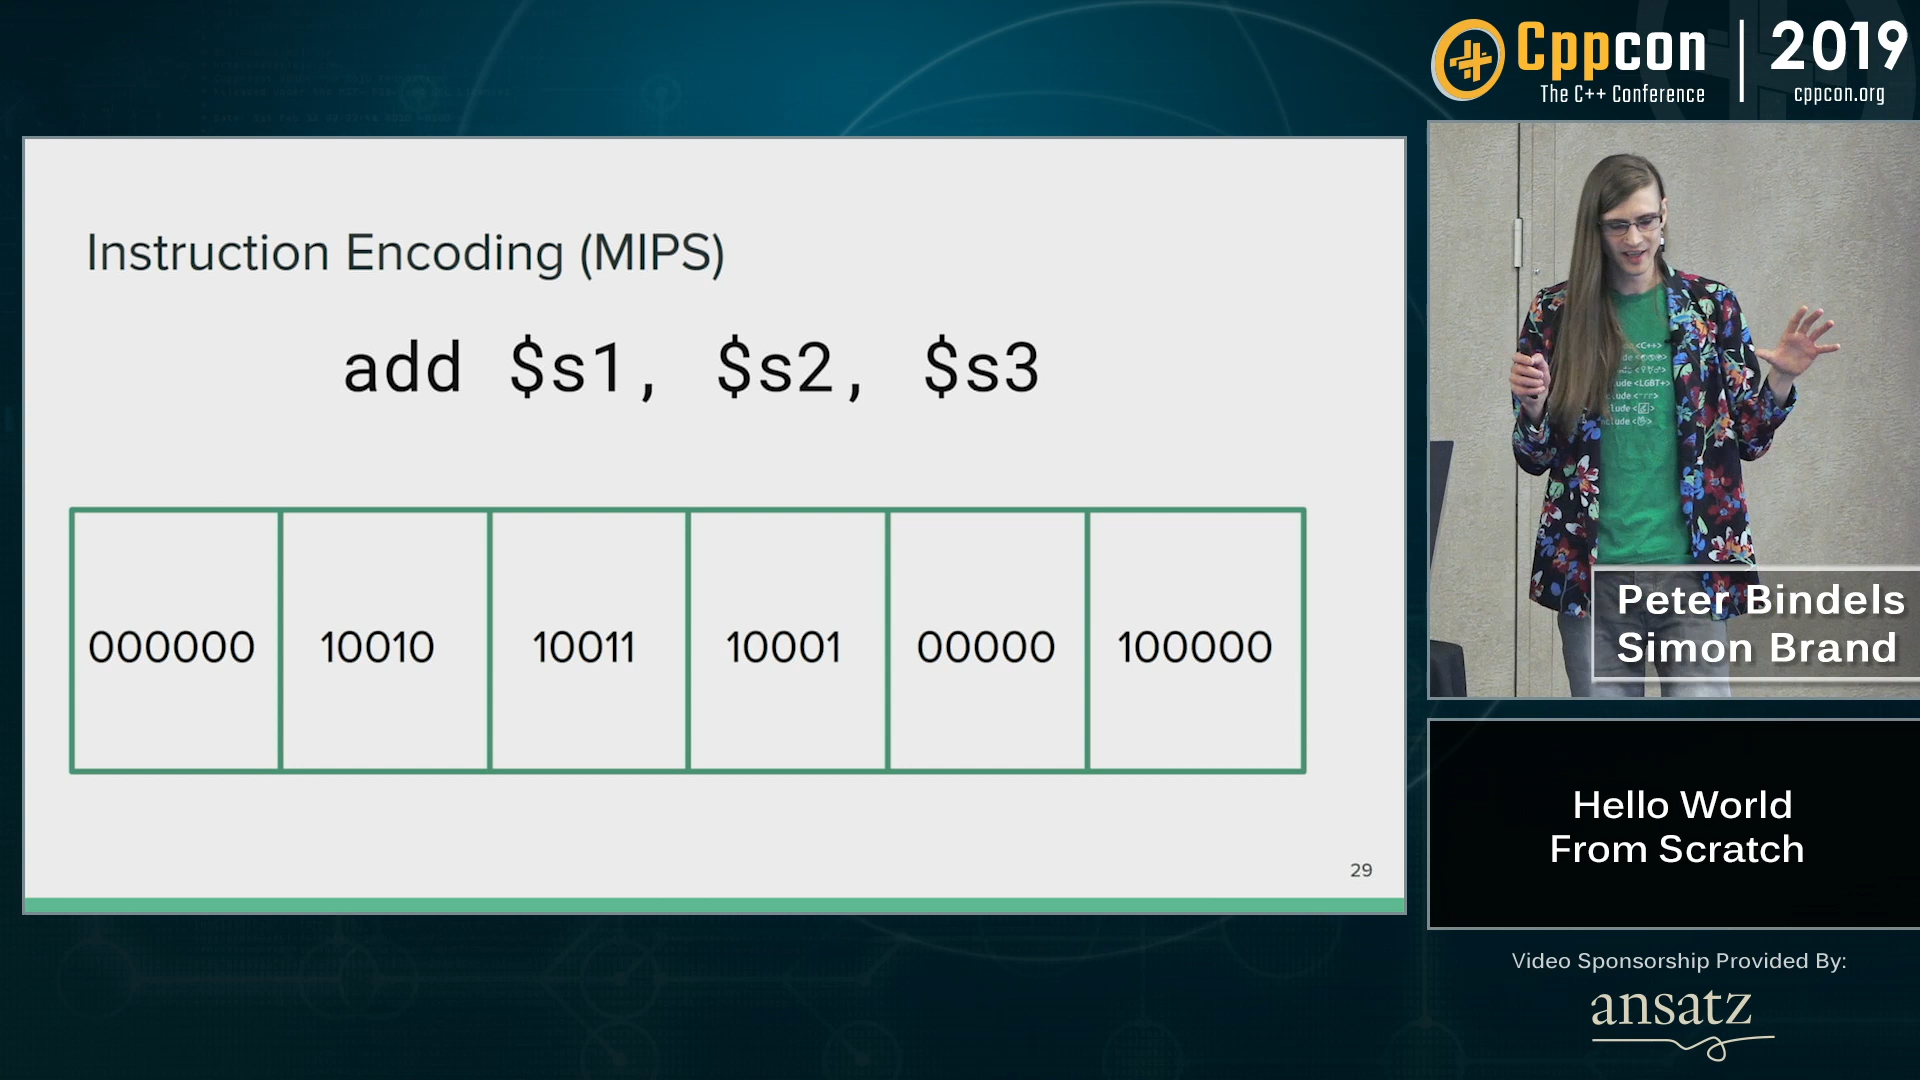 Cppcon
The C++ Conference
2019
cppcon.org
Instruction Encoding (MIPS)
add $s1, $s2, $s3
000000 10010 10011 10001 00000 100000
29
<C++>
<LGBT+>
Peter Bindels
Simon Brand
Hello World
From Scratch
Video Sponsorship Provided By:
ansatz